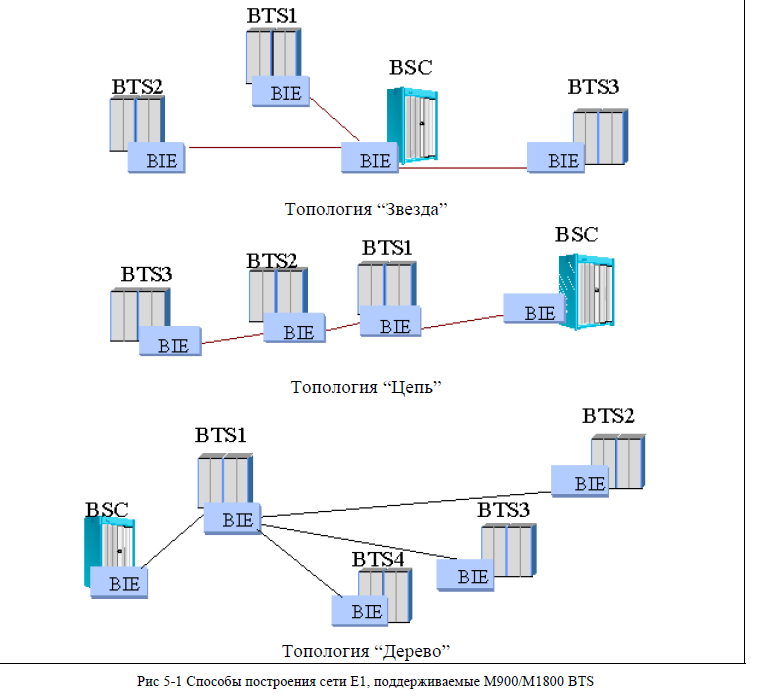 BTS1
BSC
BTS2
BTS3
BIE
BIE
BIE
BIE
Топология “Звезда”
BSC
BTS1
BTS2
BTS3
BIE
BIE
BIE
BIE
Топология “Цепь”
BTS2
BTS1
BIE
BSC
BTS3
BIE
BTS4
BIE
BIE
BIE
Топология “Дерево”
Рис 5-1 Способы построения сети E1, поддерживаемые M900/M1800 BTS